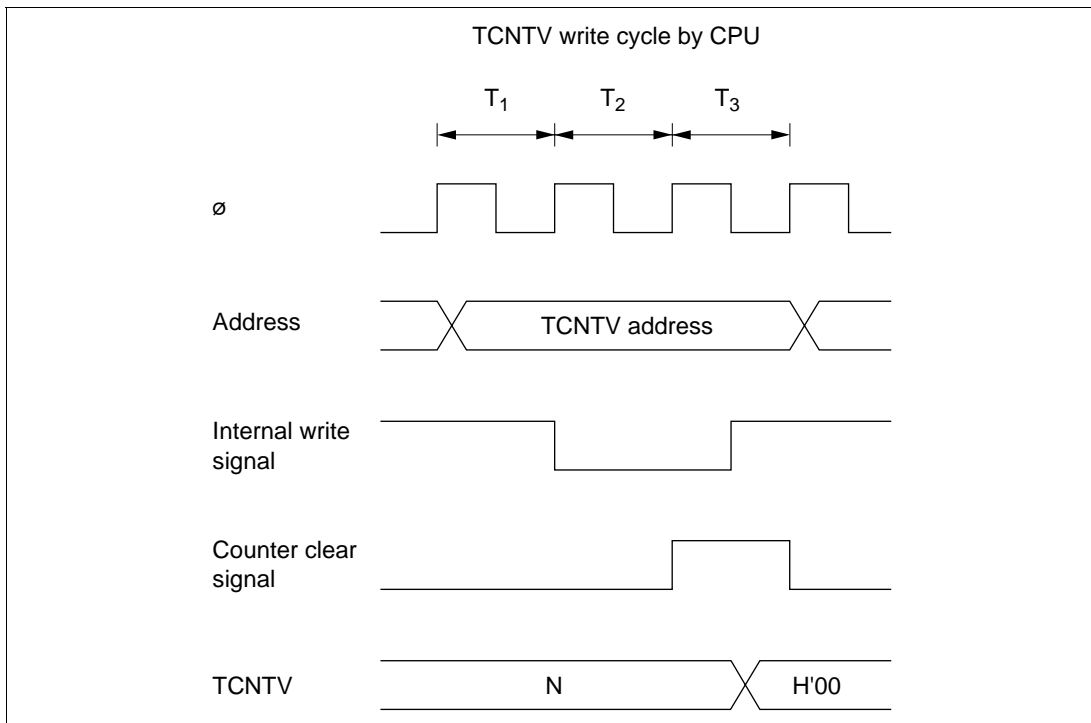 TCNTV write cycle by CPU
T1 T2 T3
ø
Address
TCNTV address
Internal write
signal
Counter clear
signal
TCNTV
N
H'00